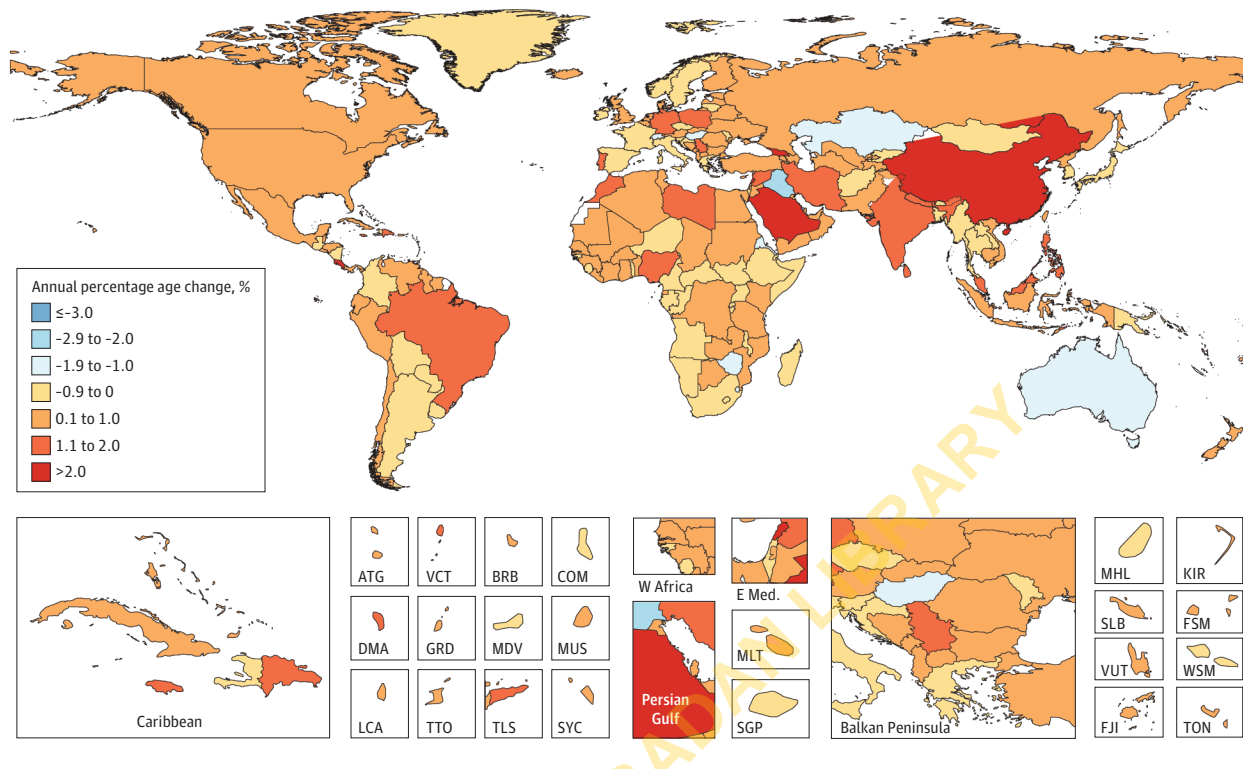 Annual percentage age change, %
≤–3.0
–2.9 to –2.0
–1.9 to –1.0
–0.9 to 0
0.1 to 1.0
1.1 to 2.0
>2.0
Caribbean
ATG
VCT
BRB
COM
DMA
GRD
MDV
MUS
LCA
TTO
TLS
SYC
W Africa
E Med.
Persian
Gulf
MLT
SGP
Balkan Peninsula
MHL
KIR
SLB
FSM
VUT
WSM
FJI
TON
ADAN LIBRARY